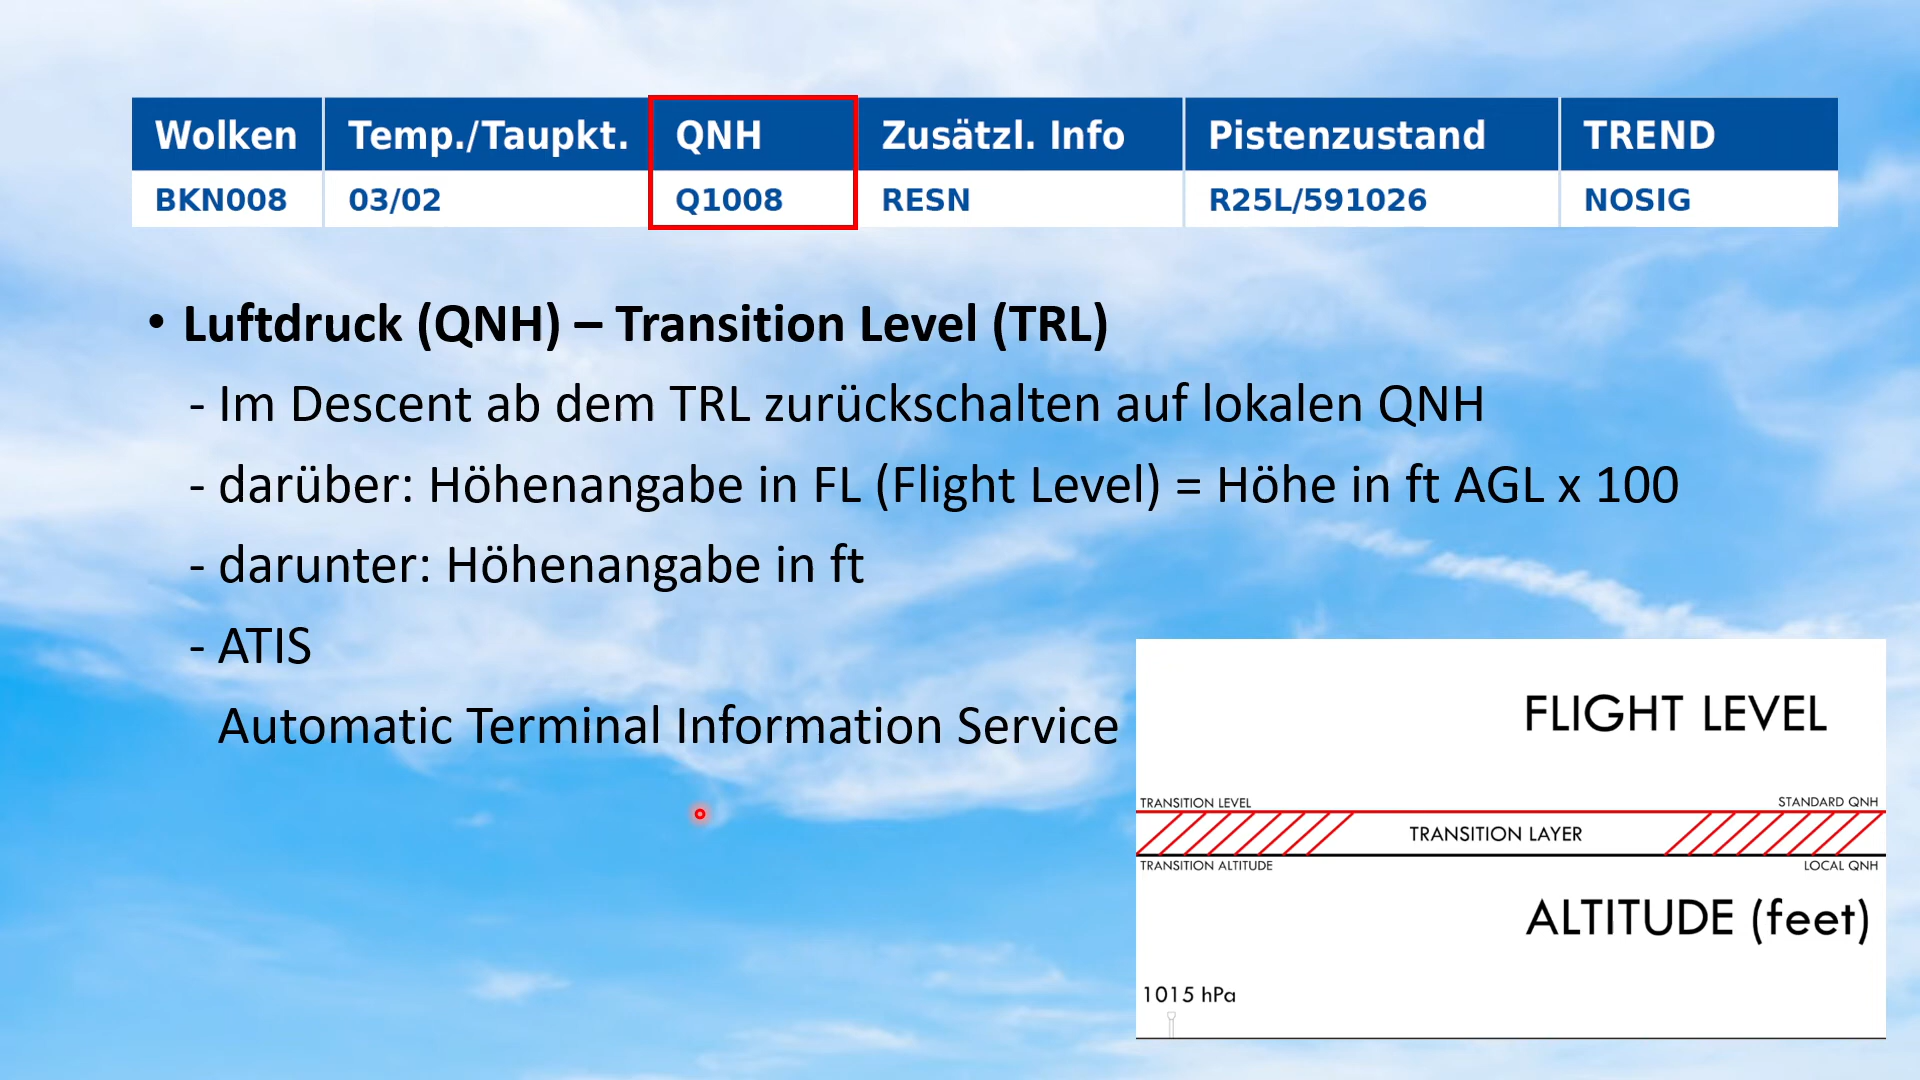 Wolken Temp./Taupkt. QNH Zusätzl. Info Pistenzustand TREND
BKN008 03/02 Q1008 RESN R25L/591026 NOSIG
• Luftdruck (QNH) – Transition Level (TRL)
- Im Descent ab dem TRL zurückschalten auf lokalen QNH
- darüber: Höhenangabe in FL (Flight Level) = Höhe in ft AGL x 100
- darunter: Höhenangabe in ft
- ATIS
Automatic Terminal Information Service
FLIGHT LEVEL
TRANSITION LEVEL STANDARD QNH
TRANSITION LAYER
TRANSITION ALTITUDE LOCAL QNH
ALTITUDE (feet)
1015 hPa